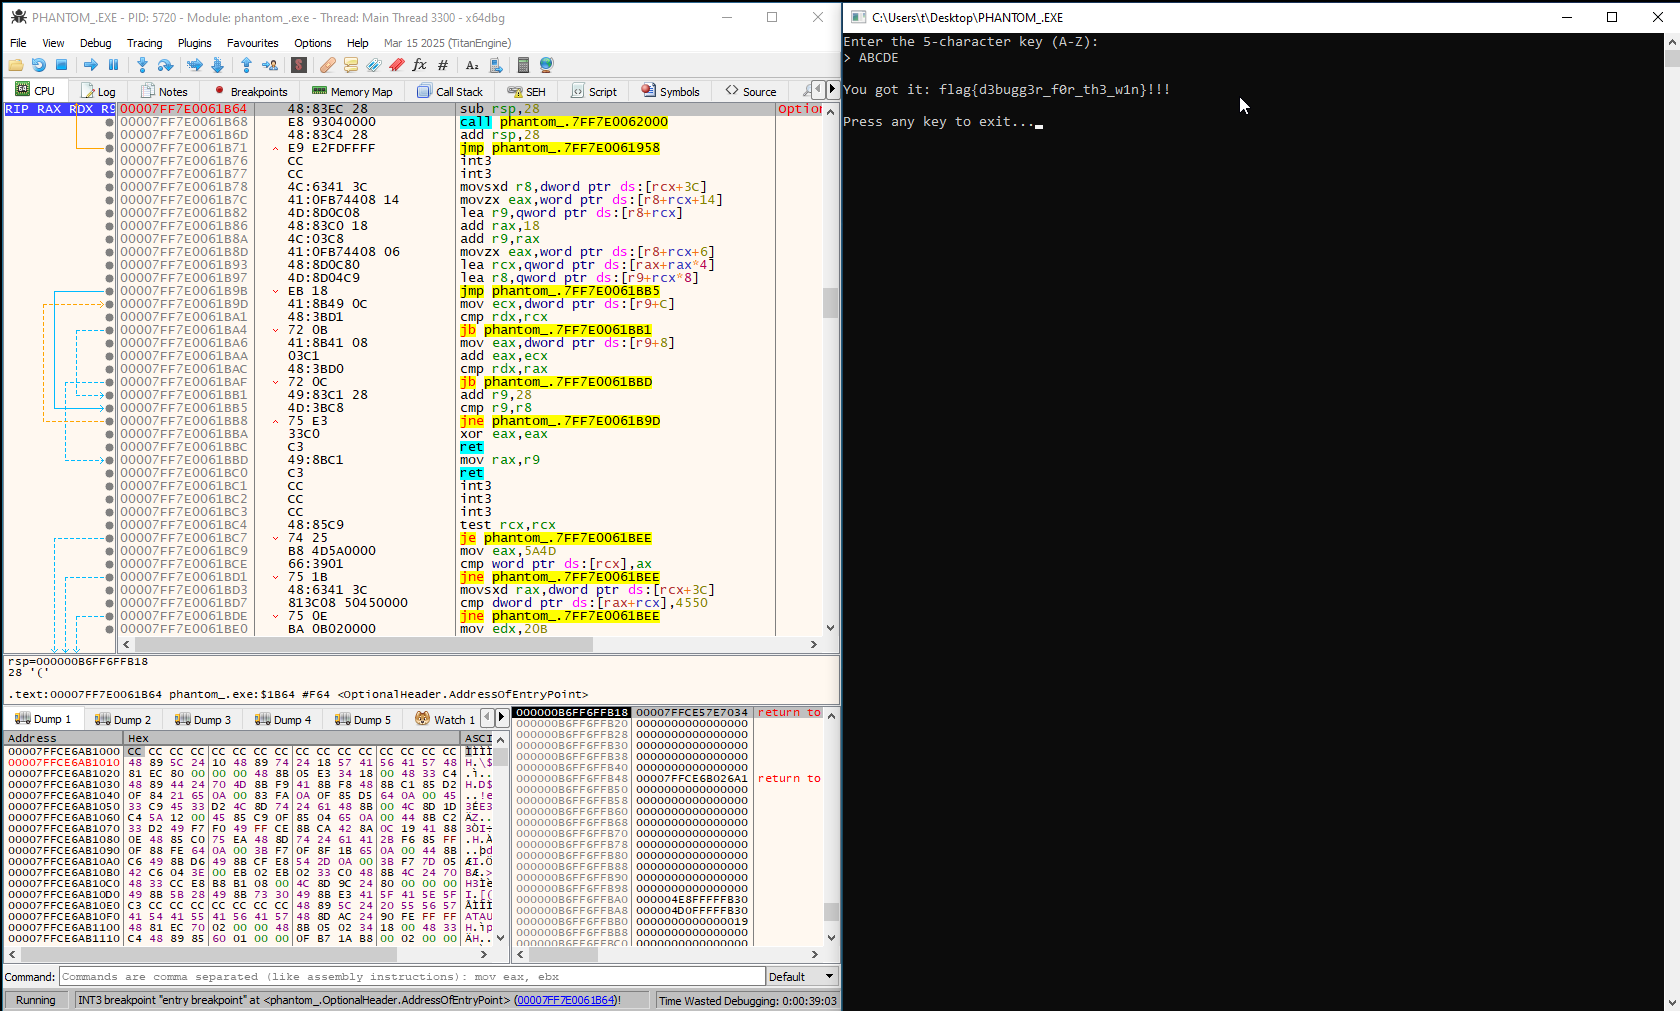 PHANTOM_.EXE - PID: 5720 - Module: phantom_.exe - Thread: Main Thread 3300 - x64dbg
File View Debug Tracing Plugins Favourites Options Help Mar 15 2025 (TitanEngine)
CPU Log Notes Breakpoints Memory Map Call Stack SEH Script Symbols Source
RIP RAX RDX R9 00007FF7E0061B64 48:83EC 28 sub rsp,28 Option
00007FF7E0061B68 E8 93040000 call phantom_.7FF7E0062000
00007FF7E0061B6D 48:83C4 28 add rsp,28
00007FF7E0061B71 E9 E2FDFFFF jmp phantom_.7FF7E0061958
00007FF7E0061B76 CC int3
00007FF7E0061B77 CC int3
00007FF7E0061B78 4C:6341 3C movsxd r8,dword ptr ds:[rcx+3C]
00007FF7E0061B7C 41:0FB74408 14 movzx eax,word ptr ds:[r8+rcx+14]
00007FF7E0061B82 4D:8D0C08 lea r9,qword ptr ds:[r8+rcx]
00007FF7E0061B86 48:83C0 18 add rax,18
00007FF7E0061B8A 4C:03C8 add r9,rax
00007FF7E0061B8D 41:0FB74408 06 movzx eax,word ptr ds:[r8+rcx+6]
00007FF7E0061B93 48:8D0C80 lea rcx,qword ptr ds:[rax+rax*4]
00007FF7E0061B97 4D:8D04C9 lea r8,qword ptr ds:[r9+rcx*8]
00007FF7E0061B9B EB 18 jmp phantom_.7FF7E0061BB5
00007FF7E0061B9D 41:8B49 0C mov ecx,dword ptr ds:[r9+C]
00007FF7E0061BA1 48:3BD1 cmp rdx,rcx
00007FF7E0061BA4 72 0B jb phantom_.7FF7E0061BB1
00007FF7E0061BA6 41:8B41 08 mov eax,dword ptr ds:[r9+8]
00007FF7E0061BAA 03C1 add eax,ecx
00007FF7E0061BAC 48:3BD0 cmp rdx,rax
00007FF7E0061BAF 72 0C jb phantom_.7FF7E0061BBD
00007FF7E0061BB1 49:83C1 28 add r9,28
00007FF7E0061BB5 4D:3BC8 cmp r9,r8
00007FF7E0061BB8 75 E3 jne phantom_.7FF7E0061B9D
00007FF7E0061BBA 33C0 xor eax,eax
00007FF7E0061BBC C3 ret
00007FF7E0061BBD 49:8BC1 mov rax,r9
00007FF7E0061BC0 C3 ret
00007FF7E0061BC1 CC int3
00007FF7E0061BC2 CC int3
00007FF7E0061BC3 CC int3
00007FF7E0061BC4 48:85C9 test rcx,rcx
00007FF7E0061BC7 74 25 je phantom_.7FF7E0061BEE
00007FF7E0061BC9 B8 4D5A0000 mov eax,5A4D
00007FF7E0061BCE 66:3901 cmp word ptr ds:[rcx],ax
00007FF7E0061BD1 75 1B jne phantom_.7FF7E0061BEE
00007FF7E0061BD3 48:6341 3C movsxd rax,dword ptr ds:[rcx+3C]
00007FF7E0061BD7 813C08 50450000 cmp dword ptr ds:[rax+rcx],4550
00007FF7E0061BDE 75 0E jne phantom_.7FF7E0061BEE
00007FF7E0061BE0 BA 0B020000 mov edx,20B
rsp=000000B6FF6FFB18
28 '('
.text:00007FF7E0061B64 phantom_.exe:$1B64 #F64 <OptionalHeader.AddressOfEntryPoint>
Dump 1 Dump 2 Dump 3 Dump 4 Dump 5 Watch 1
Address Hex ASCI
00007FFCE6AB1000 CC CC CC CC CC CC CC CC CC CC CC CC CC CC CC CC ÌÌÌÌ
00007FFCE6AB1010 48 89 5C 24 10 48 89 74 24 18 57 41 56 41 57 48 H.\$
00007FFCE6AB1020 81 EC 80 00 00 00 48 8B 05 E3 34 18 00 48 33 C4 .ì..
00007FFCE6AB1030 48 89 44 24 70 4D 8B F9 41 8B F8 48 8B C1 85 D2 H.D$
00007FFCE6AB1040 0F 84 21 65 0A 00 83 FA 0A 0F 85 D5 64 0A 00 45 ..!e
00007FFCE6AB1050 33 C9 45 33 D2 4C 8D 74 24 61 48 8B 00 4C 8D 1D 3ÉE3
00007FFCE6AB1060 C4 5A 12 00 45 85 C9 0F 85 04 65 0A 00 44 8B C2 ÄZ..
00007FFCE6AB1070 33 D2 49 F7 F0 49 FF CE 8B CA 42 8A 0C 19 41 88 3ÒI÷
00007FFCE6AB1080 0E 48 85 C0 75 EA 48 8D 74 24 61 41 2B F6 85 FF .H.À
00007FFCE6AB1090 0F 88 FE 64 0A 00 3B F7 0F 8F 1B 65 0A 00 44 8B ..þd
00007FFCE6AB10A0 C6 49 8B D6 49 8B CF E8 54 2D 0A 00 3B F7 7D 05 ÆI.Ö
00007FFCE6AB10B0 42 C6 04 3E 00 EB 02 EB 02 33 C0 48 8B 4C 24 70 BÆ.>
00007FFCE6AB10C0 48 33 CC E8 B8 B1 08 00 4C 8D 9C 24 80 00 00 00 H3Ìè
00007FFCE6AB10D0 49 8B 5B 28 49 8B 73 30 49 8B E3 41 5F 41 5E 5F I.[(
00007FFCE6AB10E0 C3 CC CC CC CC CC CC CC 48 89 5C 24 20 55 56 57 ÃÌÌÌ
00007FFCE6AB10F0 41 54 41 55 41 56 41 57 48 8D AC 24 90 FE FF FF ATAU
00007FFCE6AB1100 48 81 EC 70 02 00 00 48 8B 05 02 34 18 00 48 33 H.ìp
00007FFCE6AB1110 C4 48 89 85 60 01 00 00 0F B7 1A B8 00 02 00 00 ÄH..
000000B6FF6FFB18 00007FFCE57E7034 return to
000000B6FF6FFB20 0000000000000000
000000B6FF6FFB28 0000000000000000
000000B6FF6FFB30 0000000000000000
000000B6FF6FFB38 0000000000000000
000000B6FF6FFB40 0000000000000000
000000B6FF6FFB48 00007FFCE6B026A1 return to
000000B6FF6FFB50 0000000000000000
000000B6FF6FFB58 0000000000000000
000000B6FF6FFB60 0000000000000000
000000B6FF6FFB68 0000000000000000
000000B6FF6FFB70 0000000000000000
000000B6FF6FFB78 0000000000000000
000000B6FF6FFB80 0000000000000000
000000B6FF6FFB88 0000000000000000
000000B6FF6FFB90 0000000000000000
000000B6FF6FFB98 0000000000000000
000000B6FF6FFBA0 000004E8FFFFFB30
000000B6FF6FFBA8 000004D0FFFFFB30
000000B6FF6FFBB0 0000000000000019
000000B6FF6FFBB8 0000000000000000
000000B6FF6FFBC0 0000000000000000
Command: Commands are comma separated (like assembly instructions): mov eax, ebx Default
Running INT3 breakpoint "entry breakpoint" at <phantom_.OptionalHeader.AddressOfEntryPoint> (00007FF7E0061B64)! Time Wasted Debugging: 0:00:39:03
C:\Users\t\Desktop\PHANTOM_.EXE
Enter the 5-character key (A-Z):
> ABCDE
You got it: flag{d3bugg3r_f0r_th3_w1n}!!!
Press any key to exit...